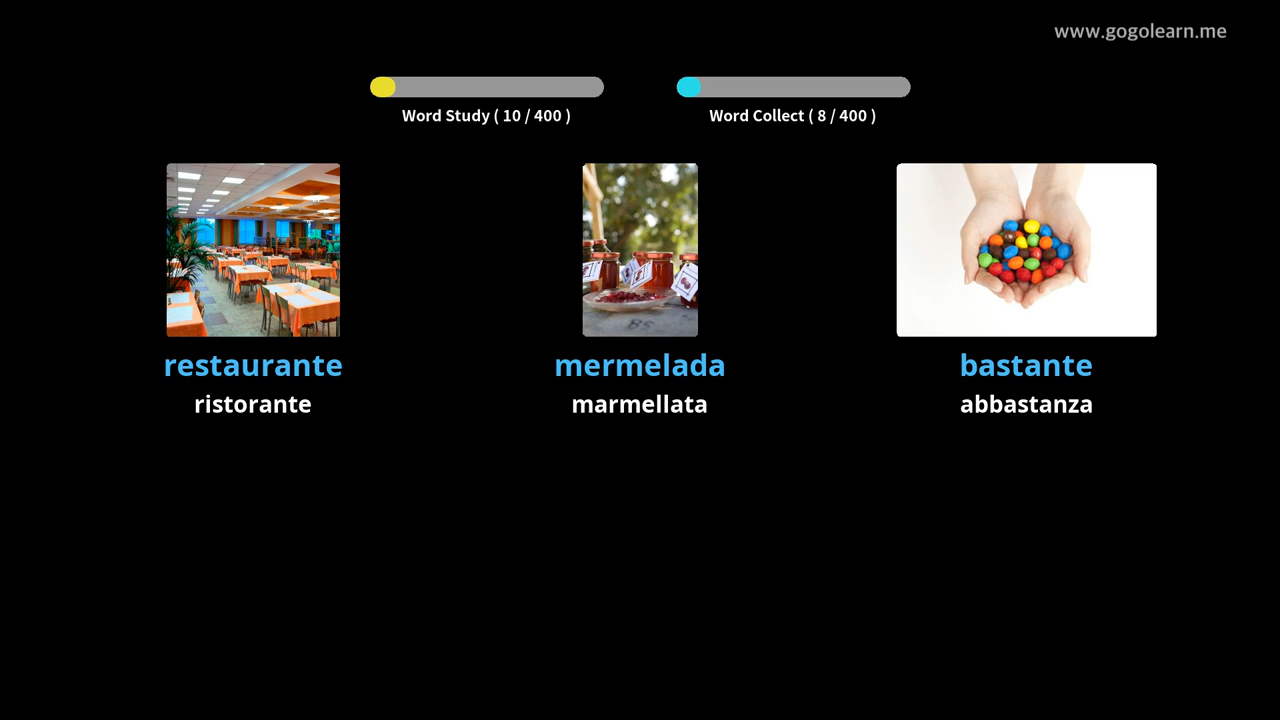 www.gogolearn.me
Word Study ( 10 / 400 )
Word Collect ( 8 / 400 )
restaurante
ristorante
mermelada
marmellata
bastante
abbastanza